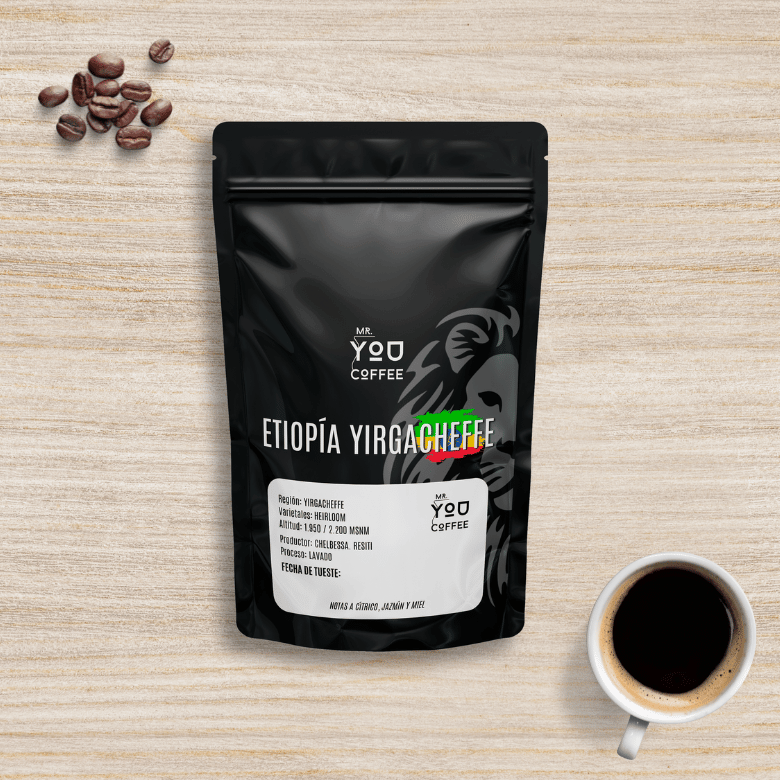 MR.
YOU
COFFEE
ETIOPÍA YIRGACHEFFE
Región: YIRGACHEFFE
Varietales: HEIRLOOM
Altitud: 1.950 / 2.200 MSNM
Productor: CHELBESSA, RESITI
Proceso: LAVADO
FECHA DE TUESTE:
MR.
YOU
COFFEE
NOTAS A CÍTRICO, JAZMÍN Y MIEL